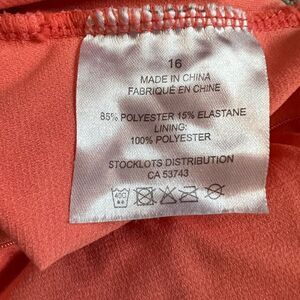 16
MADE IN CHINA
FABRIQUÉ EN CHINE
85% POLYESTER 15% ELASTANE
LINING:
100% POLYESTER
STOCKLOTS DISTRIBUTION
CA 53743